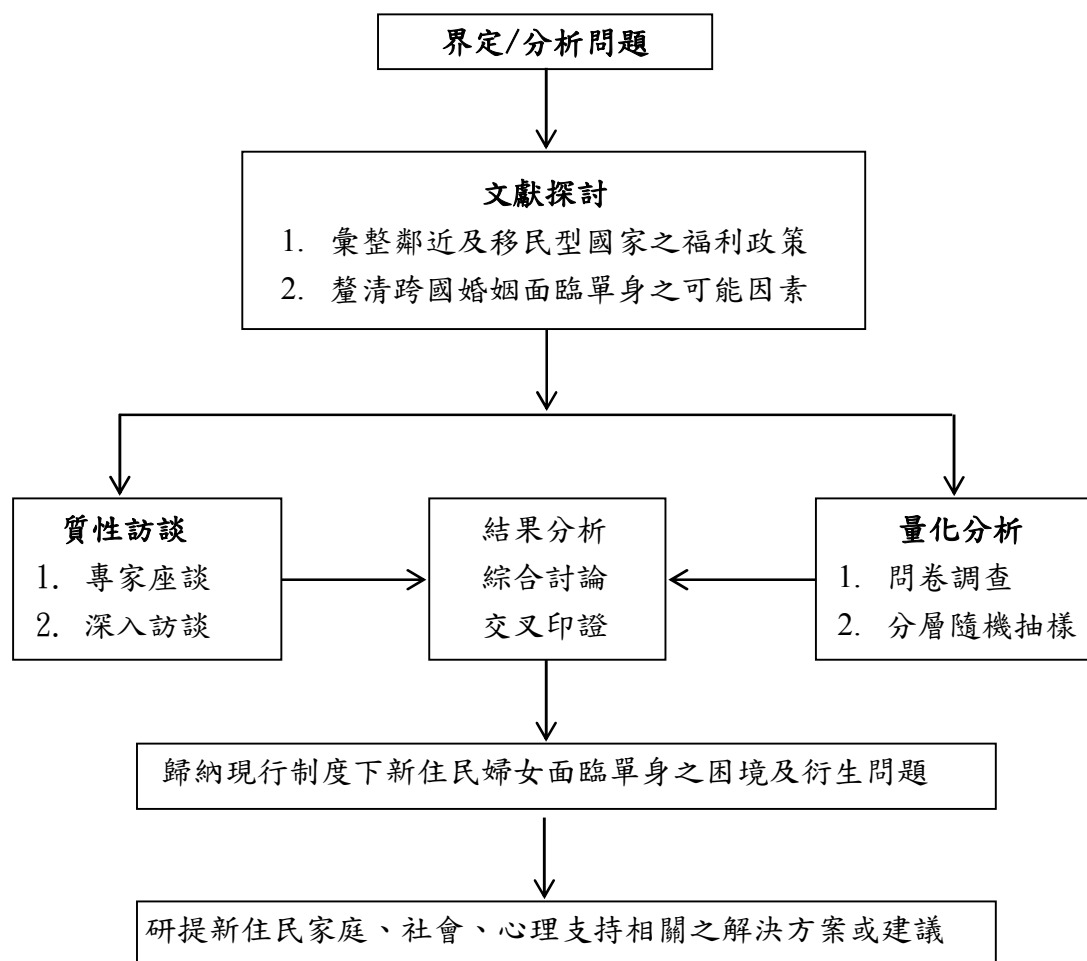 界定/分析問題
文獻探討
1. 彙整鄰近及移民型國家之福利政策
2. 釐清跨國婚姻面臨單身之可能因素
質性訪談
1. 專家座談
2. 深入訪談
結果分析
綜合討論
交叉印證
量化分析
1. 問卷調查
2. 分層隨機抽樣
歸納現行制度下新住民婦女面臨單身之困境及衍生問題
研提新住民家庭、社會、心理支持相關之解決方案或建議